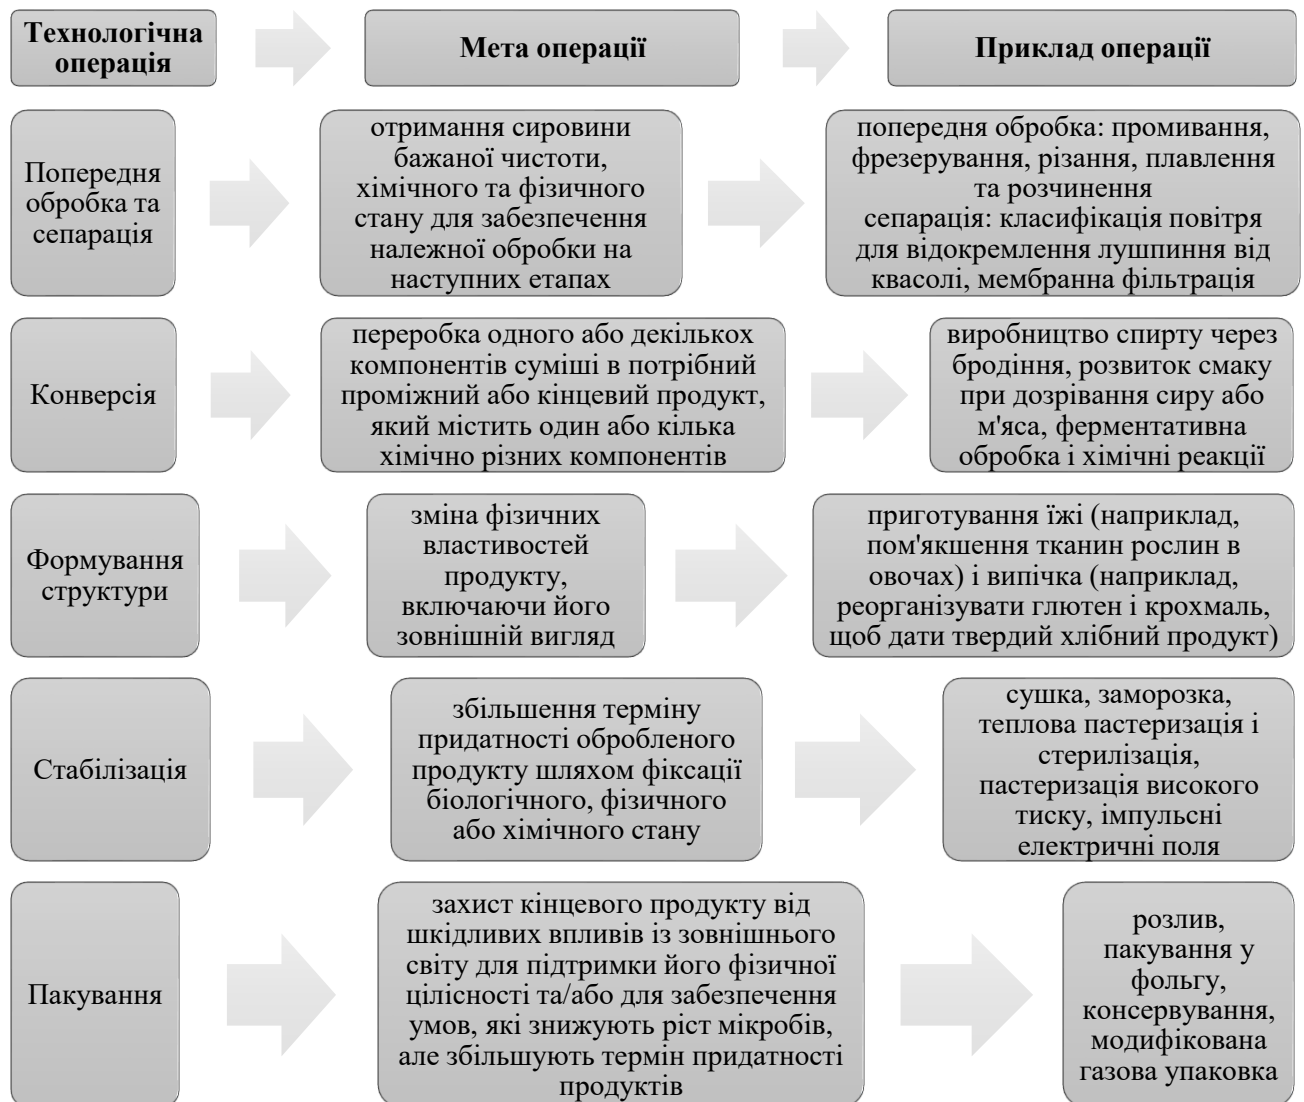 Технологічна
операція
Мета операції
Приклад операції
Попередня
обробка та
сепарація
отримання сировини
бажаної чистоти,
хімічного та фізичного
стану для забезпечення
належної обробки на
наступних етапах
попередня обробка: промивання,
фрезерування, різання, плавлення
та розчинення
сепарація: класифікація повітря
для відокремлення лушпиння від
квасолі, мембранна фільтрація
Конверсія
переробка одного або декількох
компонентів суміші в потрібний
проміжний або кінцевий продукт,
який містить один або кілька
хімічно різних компонентів
виробництво спирту через
бродіння, розвиток смаку
при дозрівання сиру або
м'яса, ферментативна
обробка і хімічні реакції
Формування
структури
зміна фізичних
властивостей
продукту,
включаючи його
зовнішній вигляд
приготування їжі (наприклад,
пом'якшення тканин рослин в
овочах) і випічка (наприклад,
реорганізувати глютен і крохмаль,
щоб дати твердий хлібний продукт)
Стабілізація
збільшення терміну
придатності обробленого
продукту шляхом фіксації
біологічного, фізичного
або хімічного стану
сушка, заморозка,
теплова пастеризація і
стерилізація,
пастеризація високого
тиску, імпульсні
електричні поля
Пакування
захист кінцевого продукту від
шкідливих впливів із зовнішнього
світу для підтримки його фізичної
цілісності та/або для забезпечення
умов, які знижують ріст мікробів,
але збільшують термін придатності
продуктів
розлив,
пакування у
фольгу,
консервування,
модифікована
газова упаковка